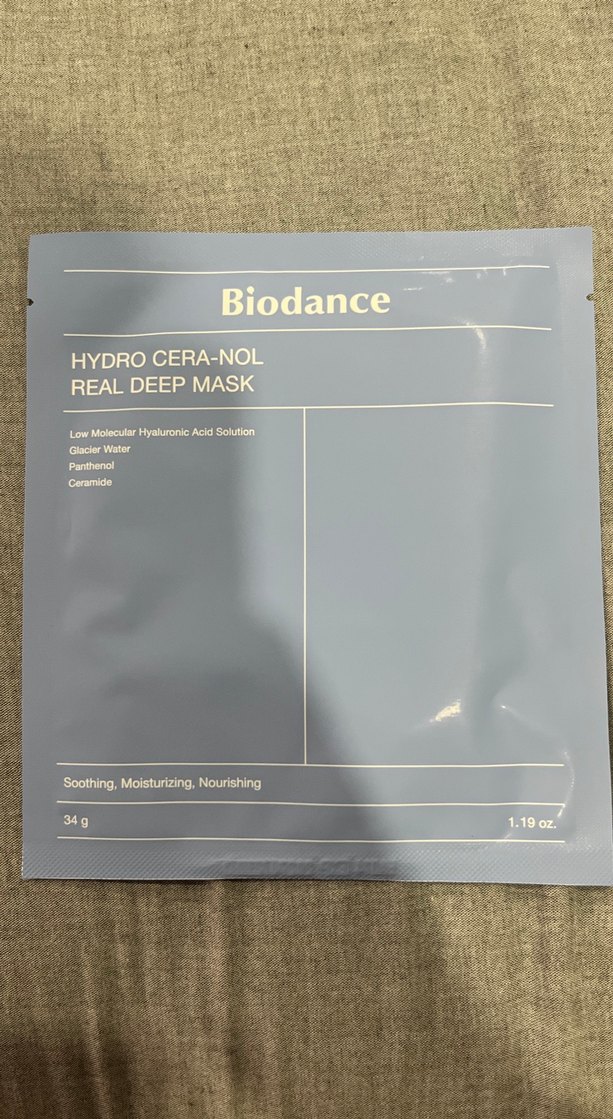 Biodance
HYDRO CERA-NOL
REAL DEEP MASK
Low Molecular Hyaluronic Acid Solution
Glacier Water
Panthenol
Ceramide
Soothing, Moisturizing, Nourishing
34 g
1.19 oz.